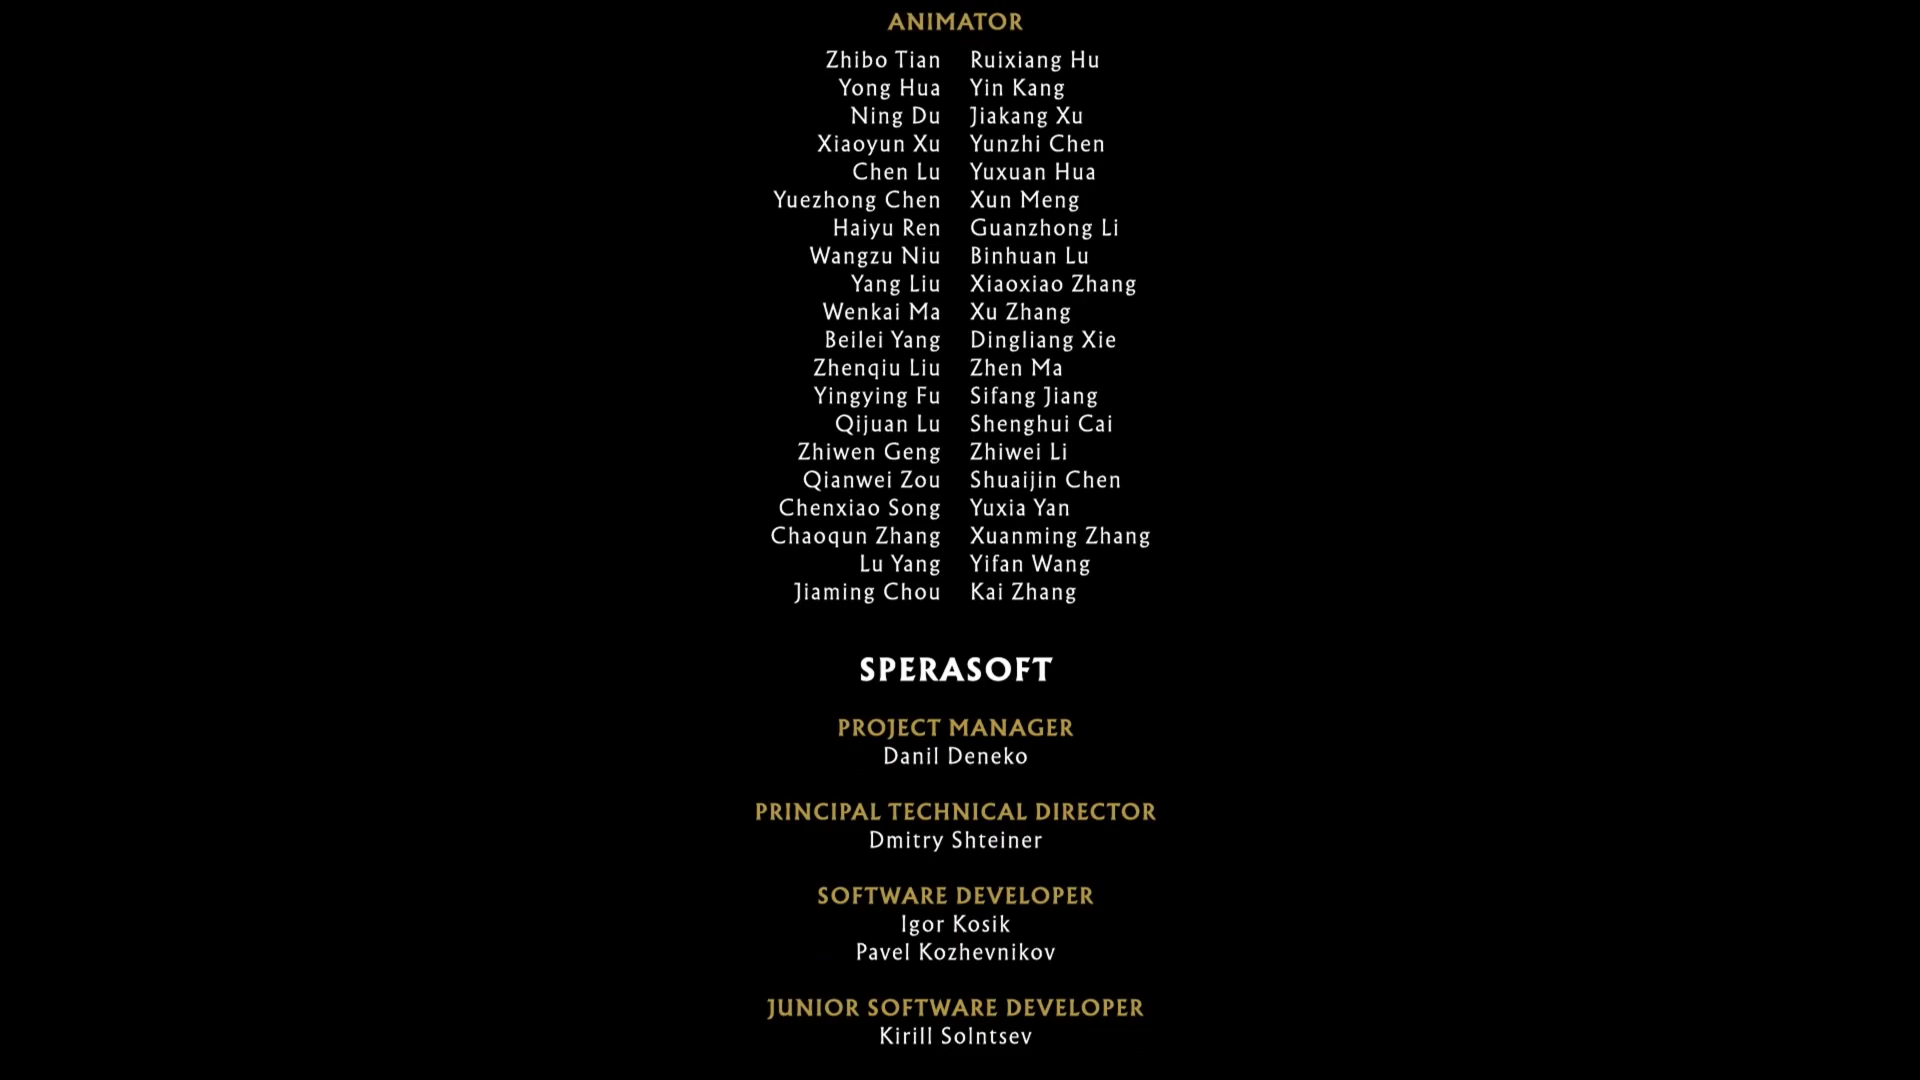 ANIMATOR
Zhibo Tian Ruixiang Hu
Yong Hua Yin Kang
Ning Du Jiakang Xu
Xiaoyun Xu Yunzhi Chen
Chen Lu Yuxuan Hua
Yuezhong Chen Xun Meng
Haiyu Ren Guanzhong Li
Wangzu Niu Binhuan Lu
Yang Liu Xiaoxiao Zhang
Wenkai Ma Xu Zhang
Beilei Yang Dingliang Xie
Zhenqiu Liu Zhen Ma
Yingying Fu Sifang Jiang
Qijuan Lu Shenghui Cai
Zhiwen Geng Zhiwei Li
Qianwei Zou Shuaijin Chen
Chenxiao Song Yuxia Yan
Chaoqun Zhang Xuanming Zhang
Lu Yang Yifan Wang
Jiaming Chou Kai Zhang
SPERASOFT
PROJECT MANAGER
Danil Deneko
PRINCIPAL TECHNICAL DIRECTOR
Dmitry Shteiner
SOFTWARE DEVELOPER
Igor Kosik
Pavel Kozhevnikov
JUNIOR SOFTWARE DEVELOPER
Kirill Solntsev